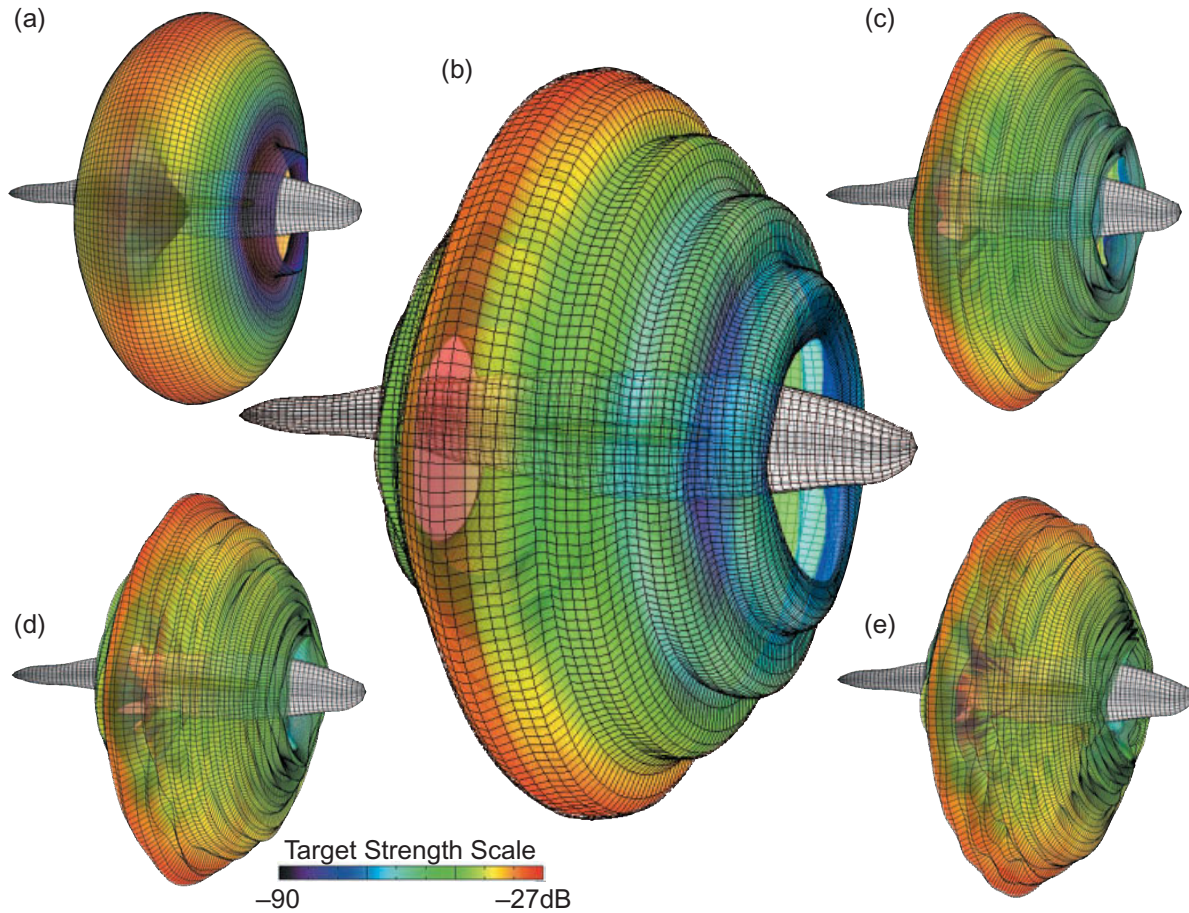 (a)
(b)
(c)
(d)
(e)
Target Strength Scale
–90
–27dB